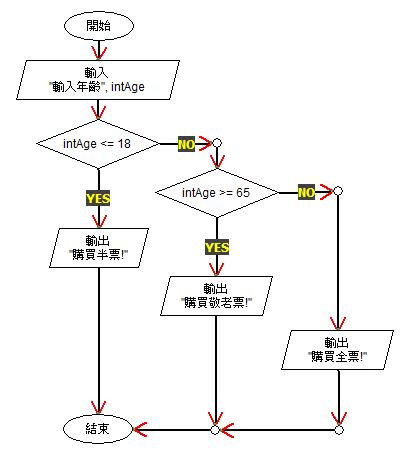 開始
輸入
"輸入年齡", intAge
intAge <= 18
NO
intAge >= 65
NO
YES
YES
輸出
"購買半票!"
輸出
"購買敬老票!"
輸出
"購買全票!"
結束